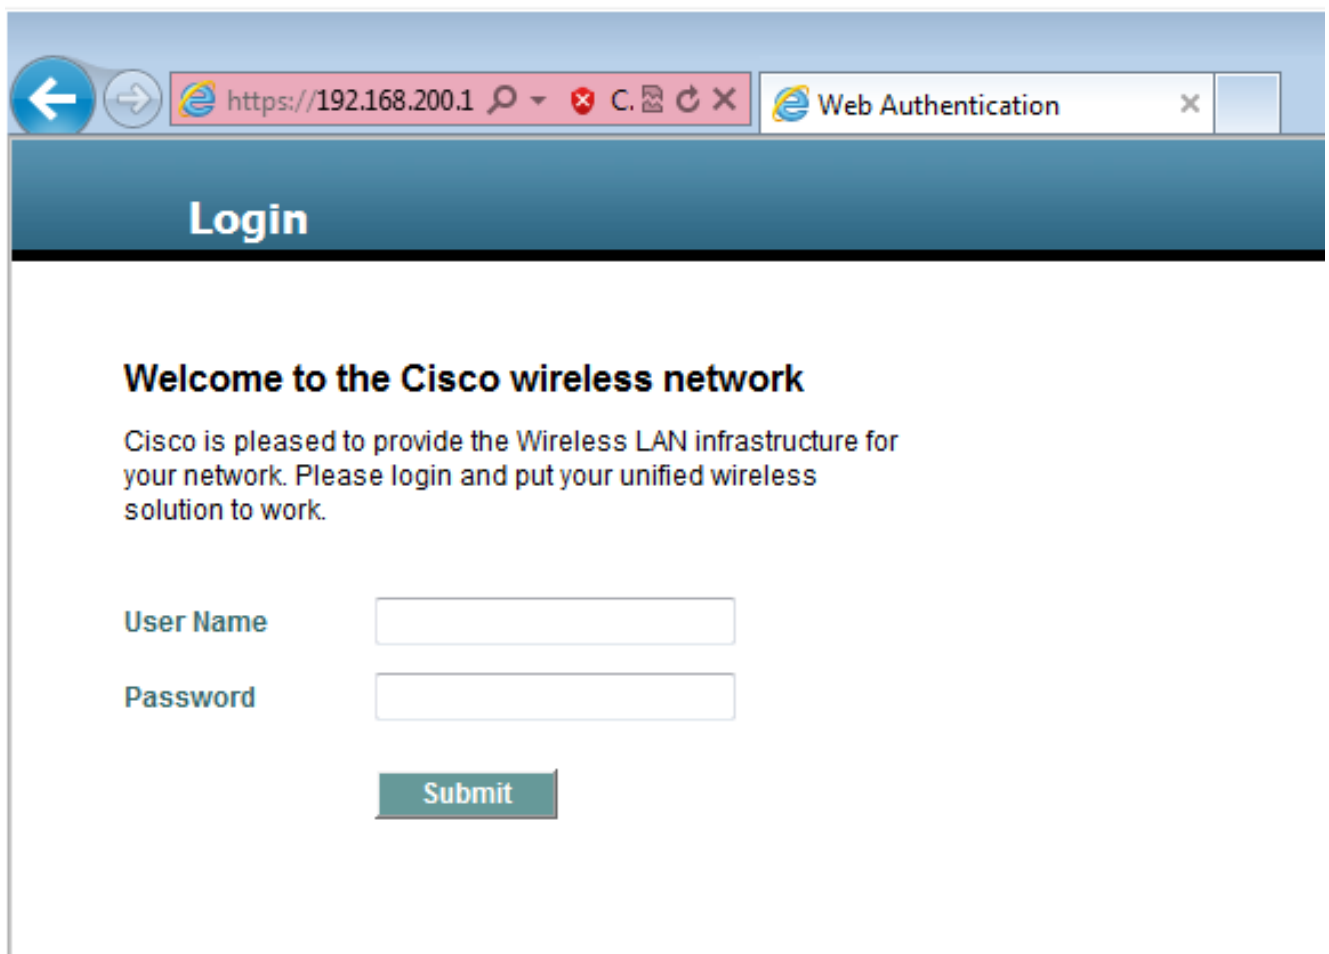 https://192.168.200.1 C. Web Authentication
Login
Welcome to the Cisco wireless network
Cisco is pleased to provide the Wireless LAN infrastructure for
your network. Please login and put your unified wireless
solution to work.
User Name
Password
Submit